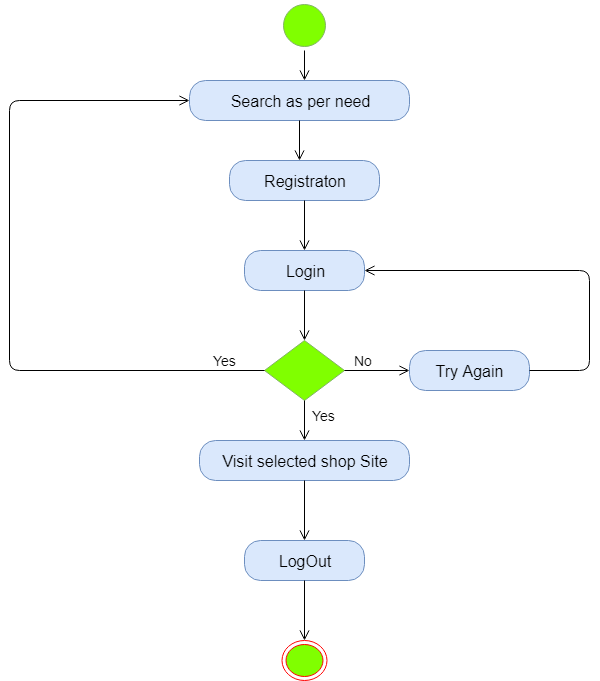 Search as per need
Registraton
Login
Yes
No
Try Again
Yes
Visit selected shop Site
LogOut